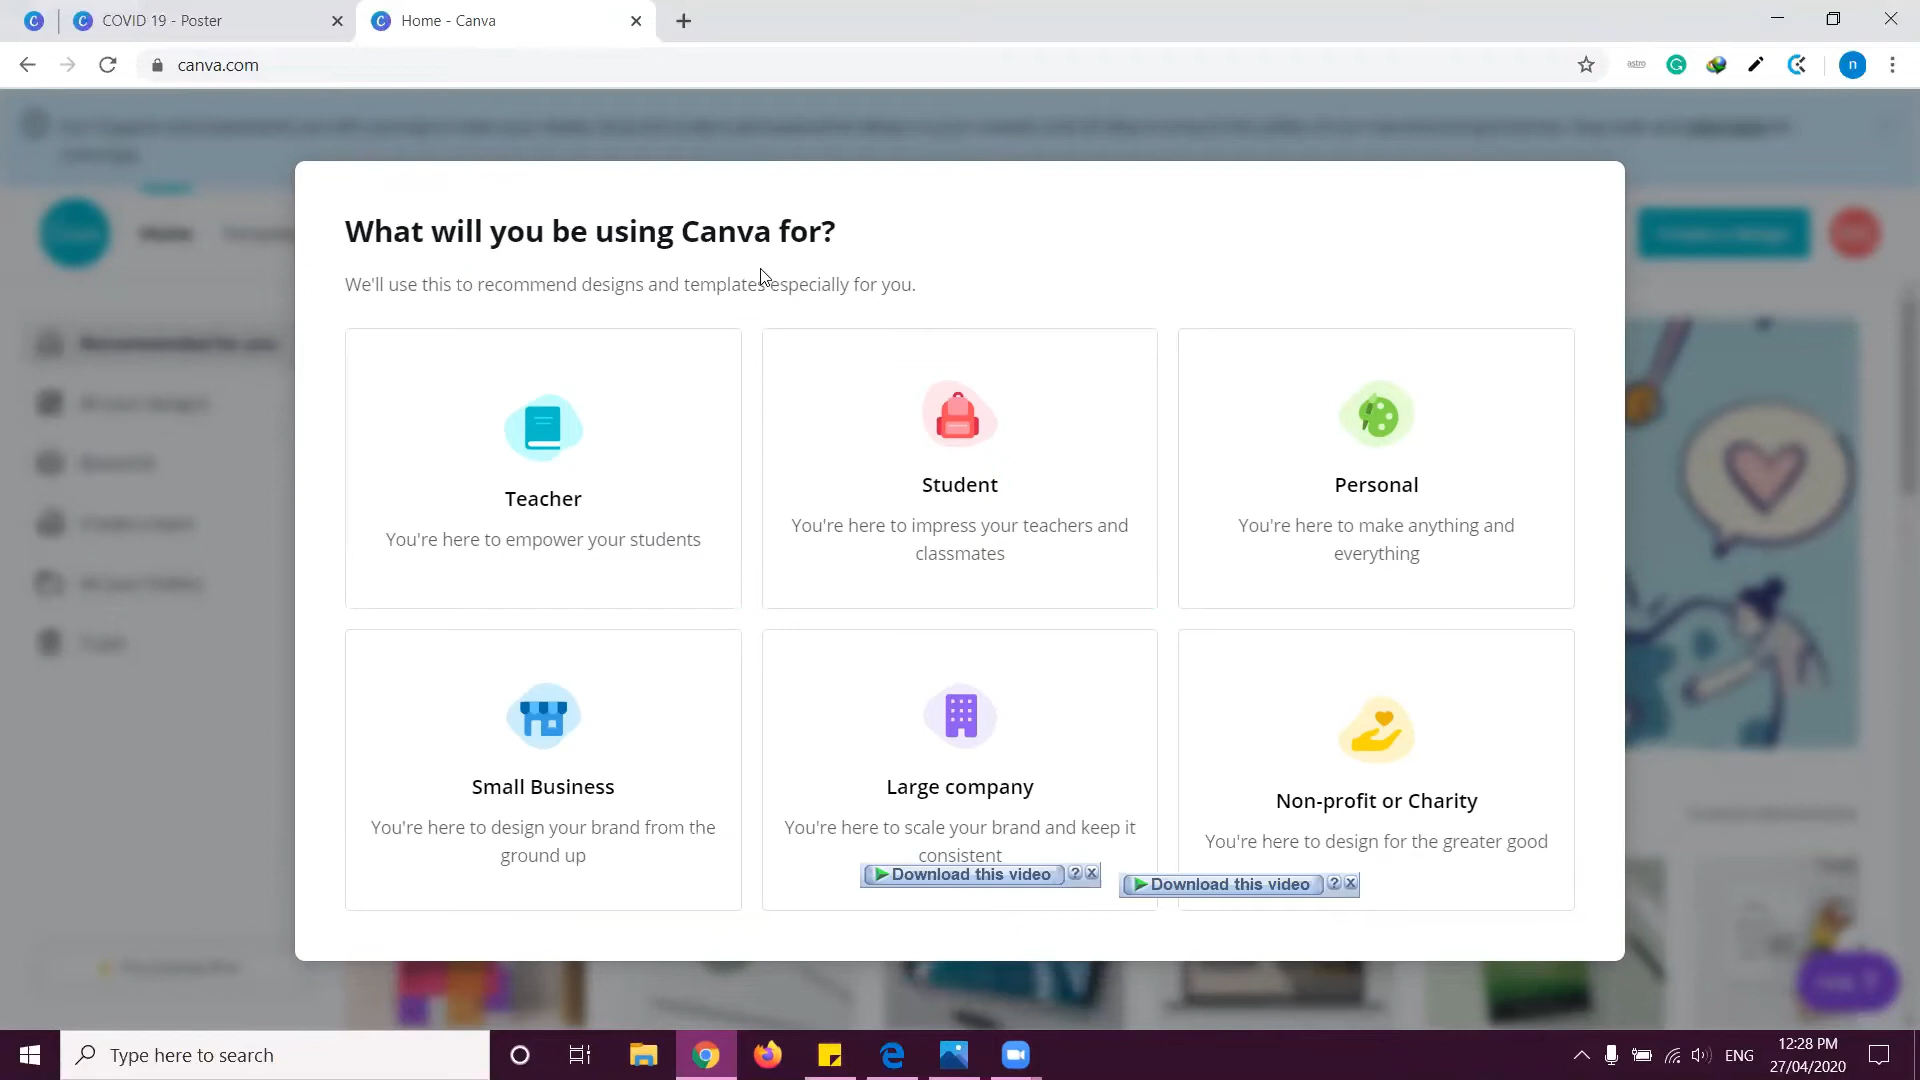 COVID 19 - Poster
Home - Canva
canva.com
astro
n
What will you be using Canva for?
We'll use this to recommend designs and templates especially for you.
Teacher
You're here to empower your students
Student
You're here to impress your teachers and
classmates
Personal
You're here to make anything and
everything
Small Business
You're here to design your brand from the
ground up
Large company
You're here to scale your brand and keep it
consistent
Non-profit or Charity
You're here to design for the greater good
Download this video
Download this video
Home
Recommended for you
Type here to search
ENG
12:28 PM
27/04/2020